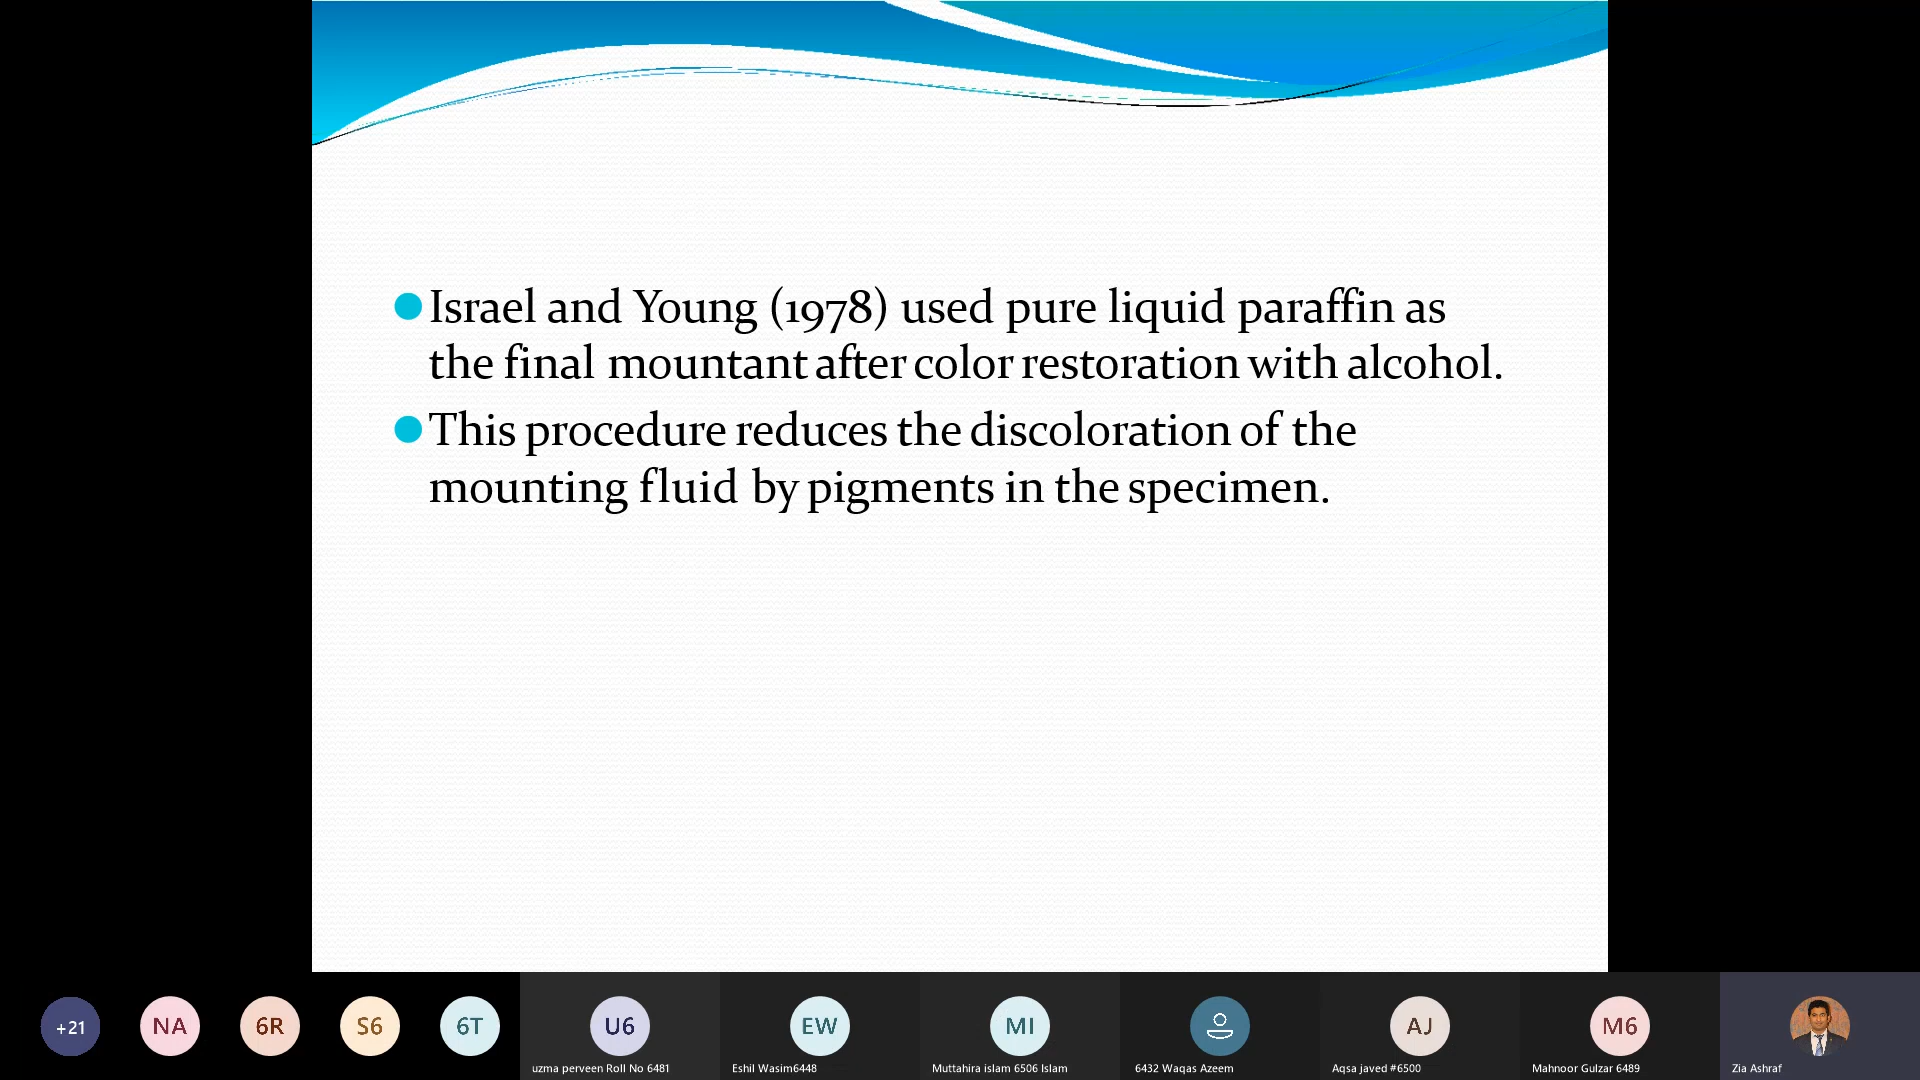 Israel and Young (1978) used pure liquid paraffin as
the final mountant after color restoration with alcohol.
This procedure reduces the discoloration of the
mounting fluid by pigments in the specimen.
+21
NA
6R
S6
6T
U6
uzma perveen Roll No 6481
EW
Eshil Wasim6448
MI
Muttahira islam 6506 Islam
6432 Waqas Azeem
AJ
Aqsa javed #6500
M6
Mahnoor Gulzar 6489
Zia Ashraf